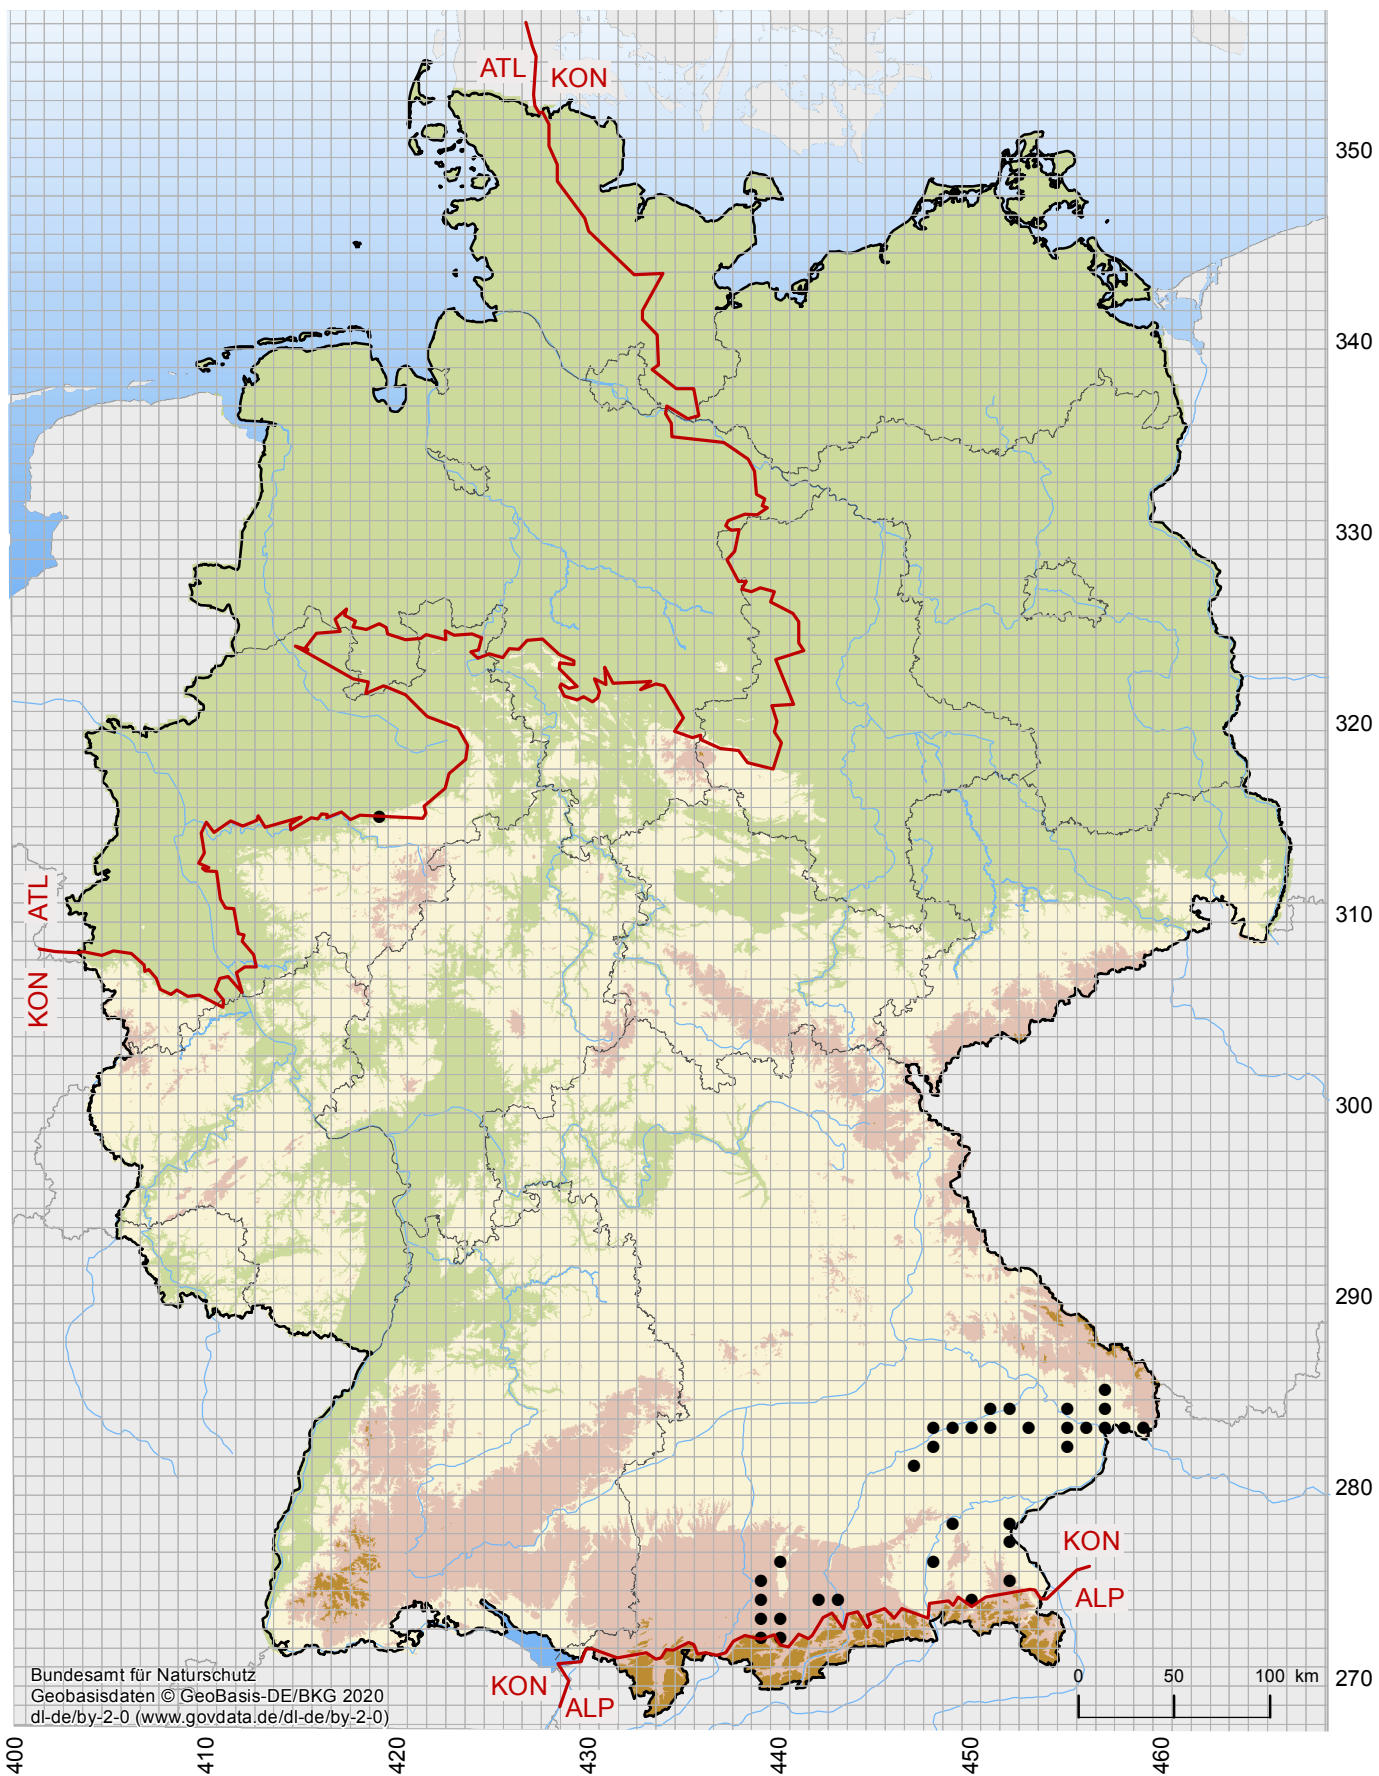 ATL
KON
350
340
330
320
ATL
310
KON
300
290
280
KON
ALP
270
KON
ALP
0 50 100 km
Bundesamt für Naturschutz
Geobasisdaten © GeoBasis-DE/BKG 2020
dl-de/by-2-0 (www.govdata.de/dl-de/by-2-0)
400 410 420 430 440 450 460